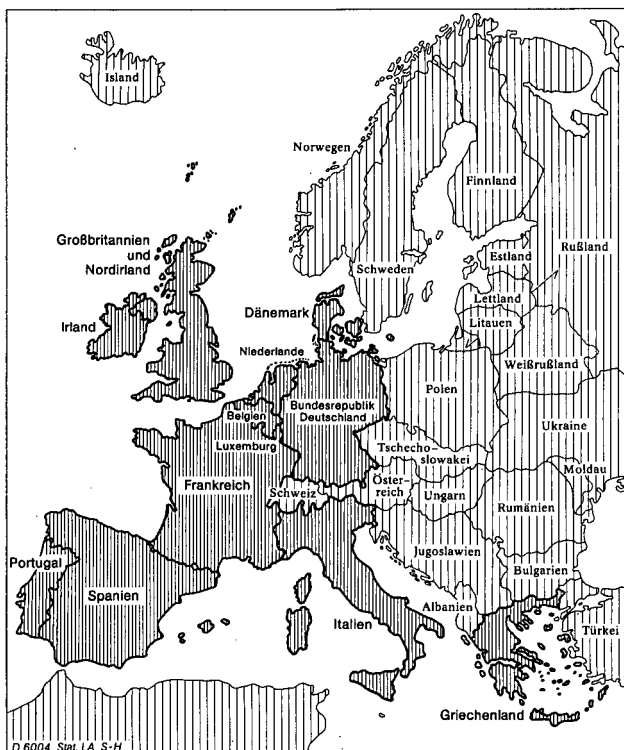 Island
Norwegen
Finnland
Großbritannien
und
Nordirland
Rußland
Estland
Schweden
Lettland
Dänemark
Irland
Litauen
Niederlande
Weißrußland
Polen
Bundesrepublik
Deutschland
Belgien
Ukraine
Luxemburg
Tschecho-
slowakei
Moldau
Frankreich
Schweiz
Öster-
reich
Ungarn
Rumänien
Jugoslawien
Portugal
Bulgarien
Spanien
Albanien
Italien
Türkei
Griechenland
D 6004 Stat. LA S-H